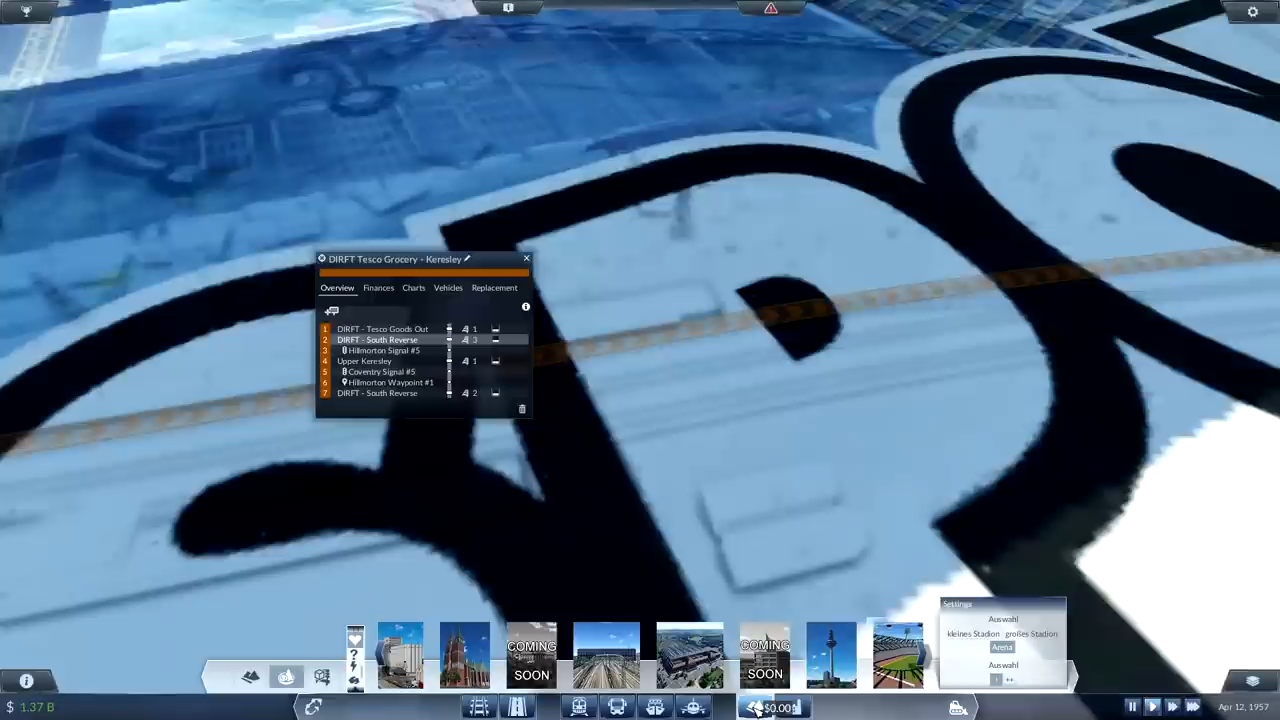 DIRFT Tesco Grocery - Keresley
Overview Finances Charts Vehicles Replacement
1 DIRFT - Tesco Goods Out 1
2 DIRFT - South Reverse 3
3 Hillmorton Signal #5
4 Upper Keresley 1
5 Coventry Signal #5
6 Hillmorton Waypoint #1
7 DIRFT - South Reverse 2
Settings
Auswahl
kleines Stadion großes Stadion
Arena
Auswahl
COMING SOON
COMING SOON
$ 1.37 B
$0.00
Apr 12, 1957